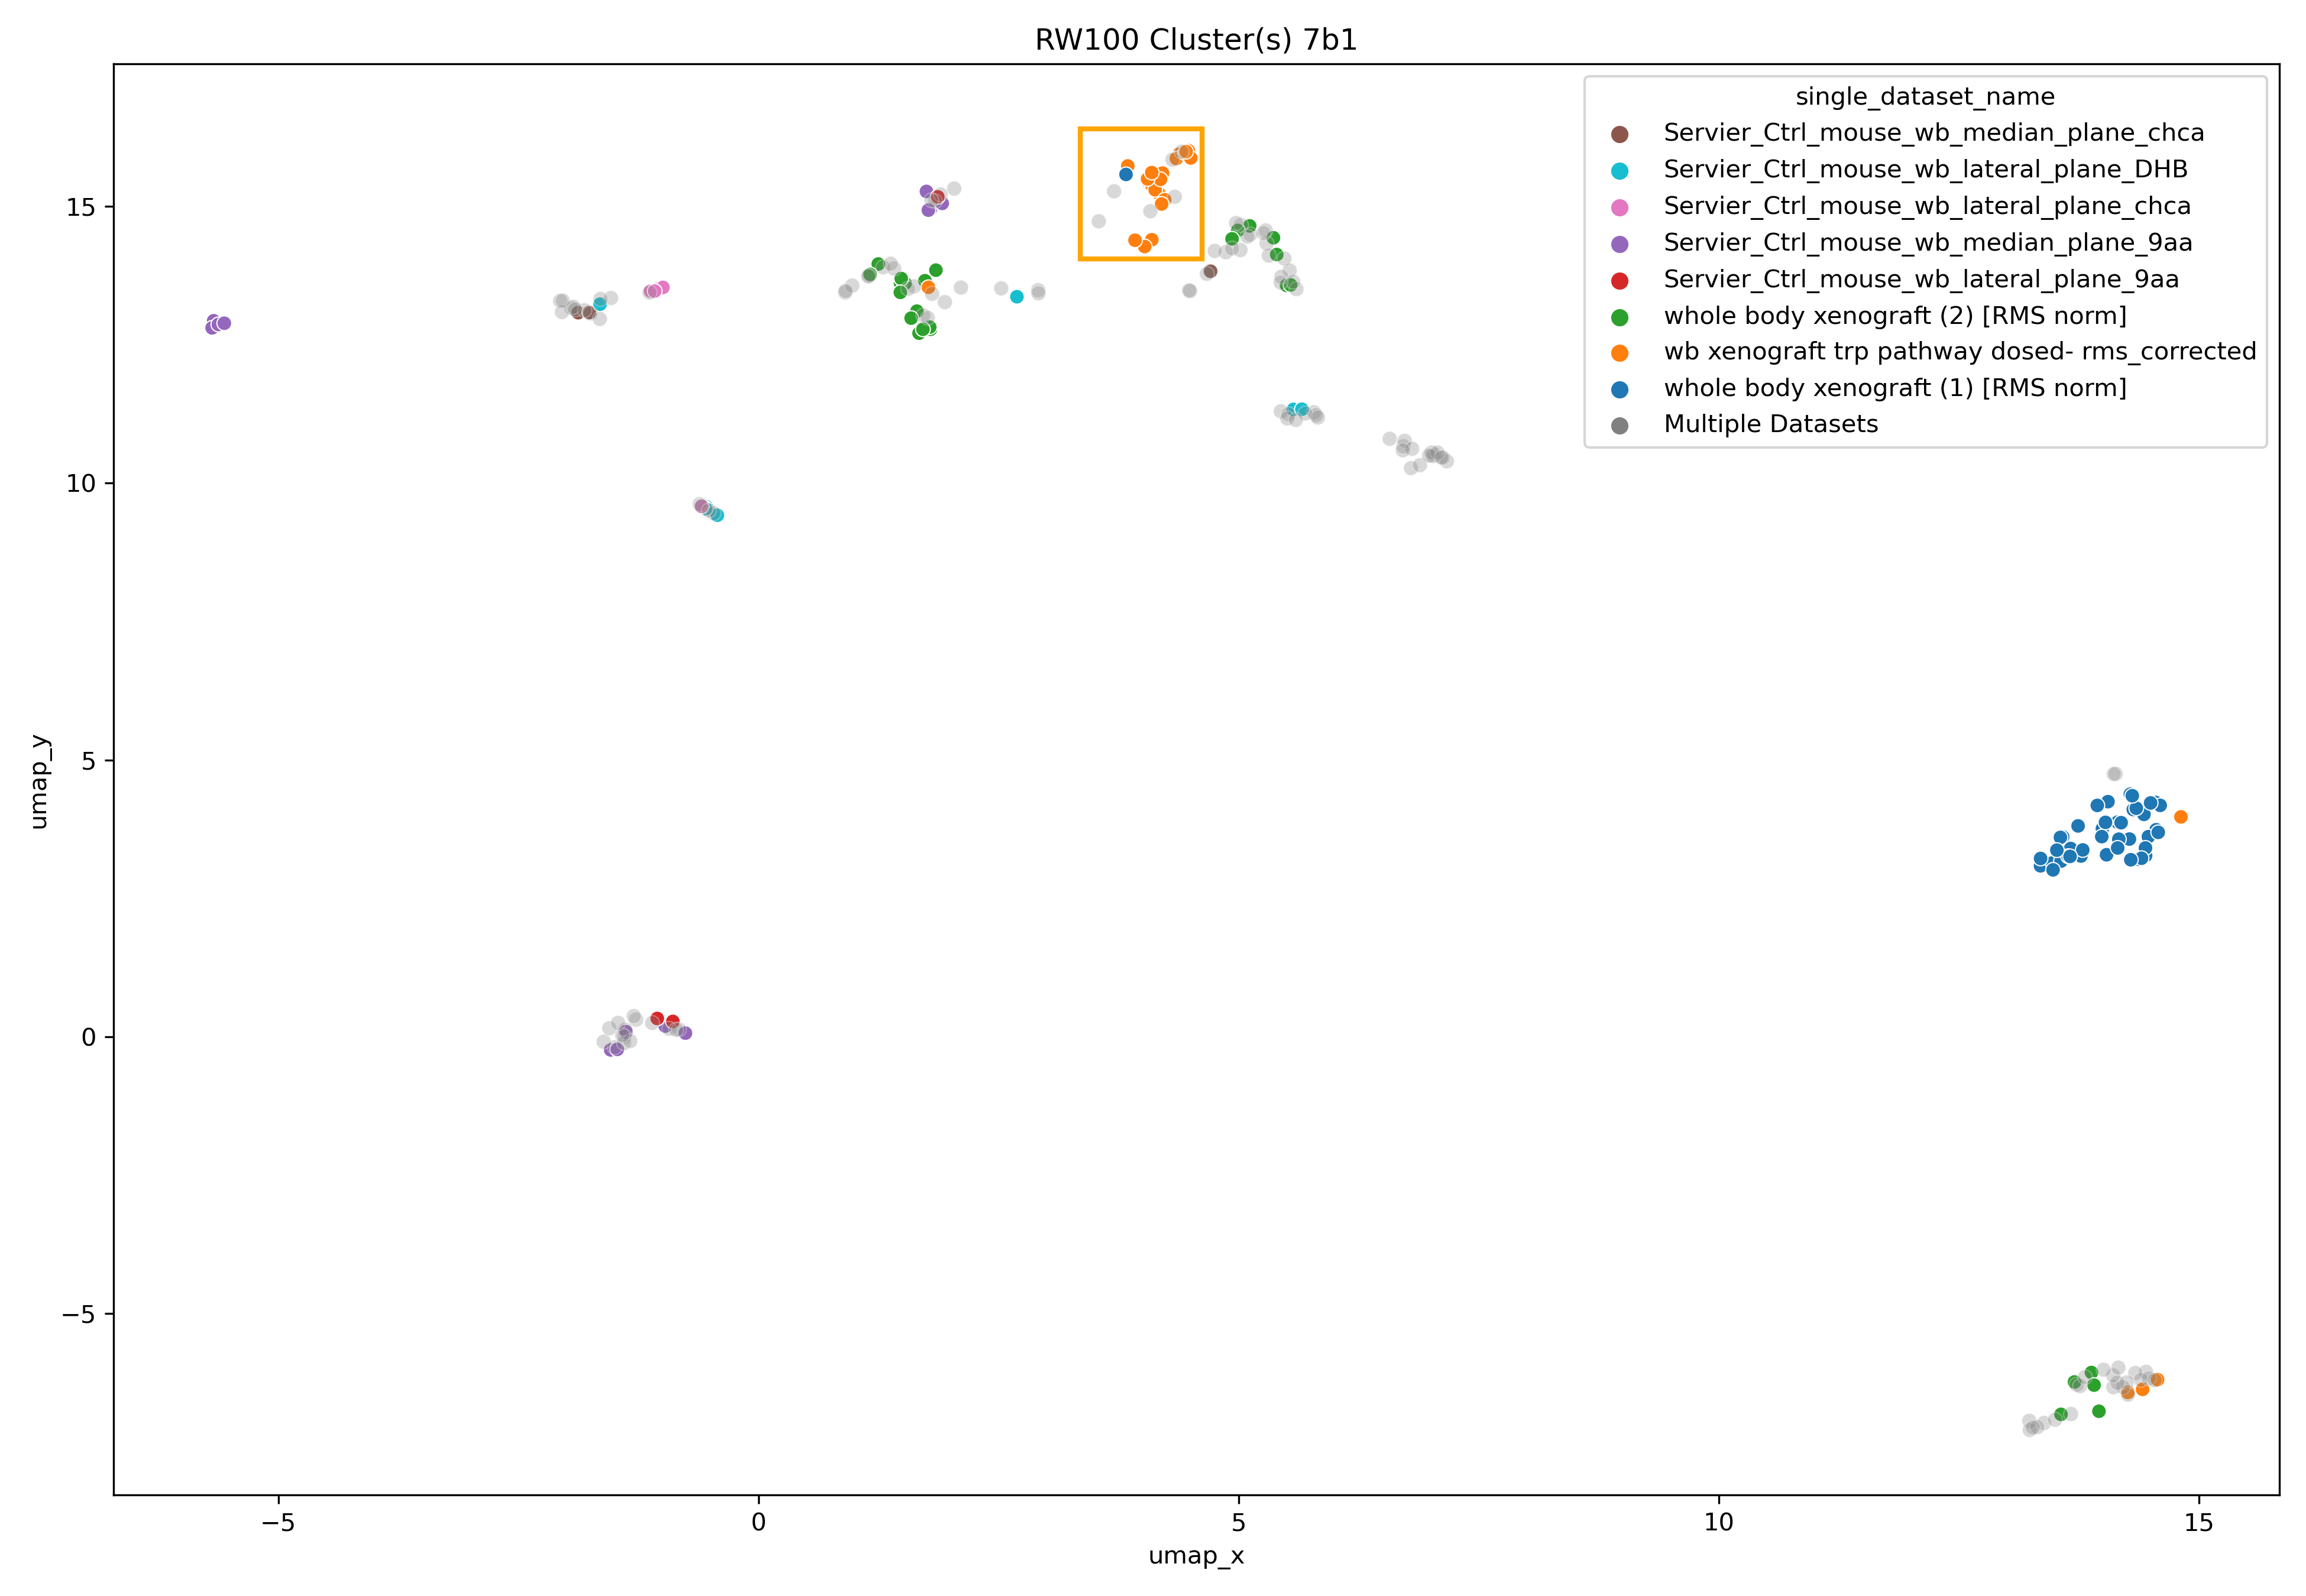 RW100 Cluster(s) 7b1
single_dataset_name
Servier_Ctrl_mouse_wb_median_plane_chca
Servier_Ctrl_mouse_wb_lateral_plane_DHB
Servier_Ctrl_mouse_wb_lateral_plane_chca
Servier_Ctrl_mouse_wb_median_plane_9aa
Servier_Ctrl_mouse_wb_lateral_plane_9aa
whole body xenograft (2) [RMS norm]
wb xenograft trp pathway dosed- rms_corrected
whole body xenograft (1) [RMS norm]
Multiple Datasets
15
10
5
0
−5
umap_y
−5
0
5
10
15
umap_x